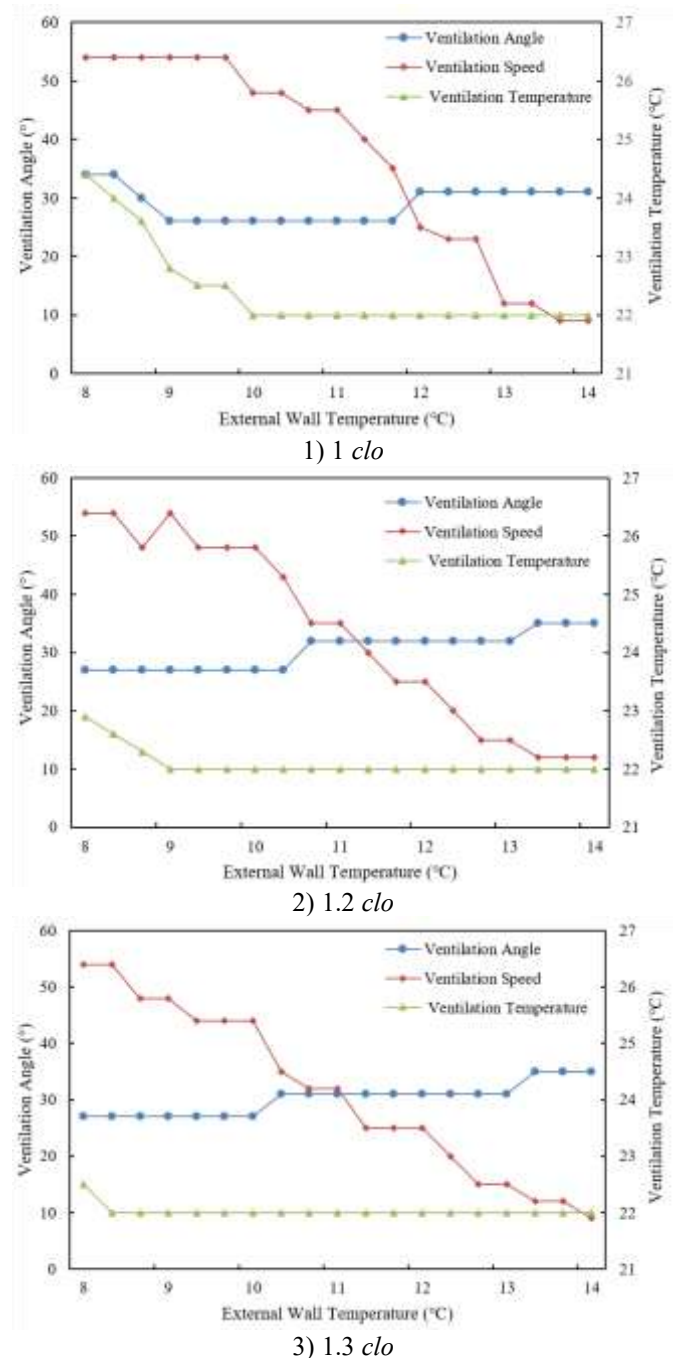 60
50
40
30
20
10
0
Ventilation Angle (°)
Ventilation Angle
Ventilation Speed
Ventilation Temperature
27
26
25
24
23
22
21
Ventilation Temperature (°C)
8 9 10 11 12 13 14
External Wall Temperature (°C)
1) 1 clo
60
50
40
30
20
10
0
Ventilation Angle (°)
Ventilation Angle
Ventilation Speed
Ventilation Temperature
27
26
25
24
23
22
21
Ventilation Temperature (°C)
8 9 10 11 12 13 14
External Wall Temperature (°C)
2) 1.2 clo
60
50
40
30
20
10
0
Ventilation Angle (°)
Ventilation Angle
Ventilation Speed
Ventilation Temperature
27
26
25
24
23
22
21
Ventilation Temperature (°C)
8 9 10 11 12 13 14
External Wall Temperature (°C)
3) 1.3 clo